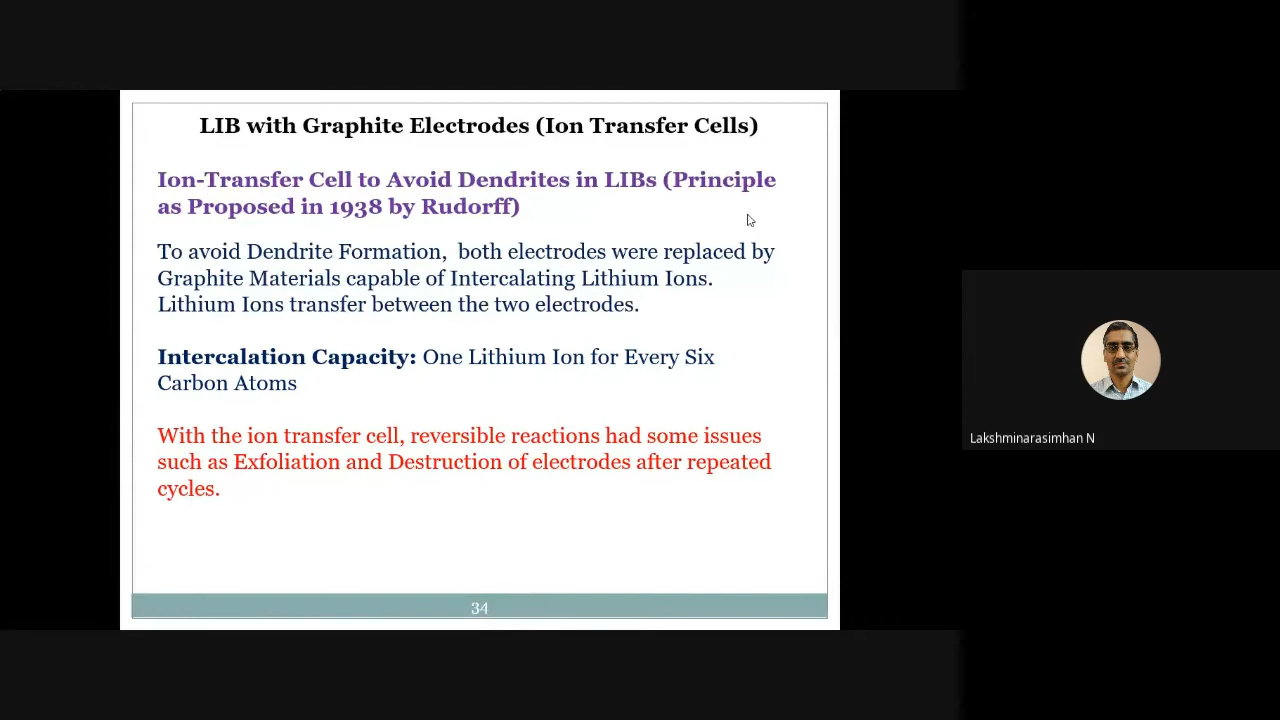 LIB with Graphite Electrodes (Ion Transfer Cells)
Ion-Transfer Cell to Avoid Dendrites in LIBs (Principle
as Proposed in 1938 by Rudorff)
To avoid Dendrite Formation,  both electrodes were replaced by
Graphite Materials capable of Intercalating Lithium Ions.
Lithium Ions transfer between the two electrodes.
Intercalation Capacity: One Lithium Ion for Every Six
Carbon Atoms
With the ion transfer cell, reversible reactions had some issues
such as Exfoliation and Destruction of electrodes after repeated
cycles.
34
Lakshminarasimhan N